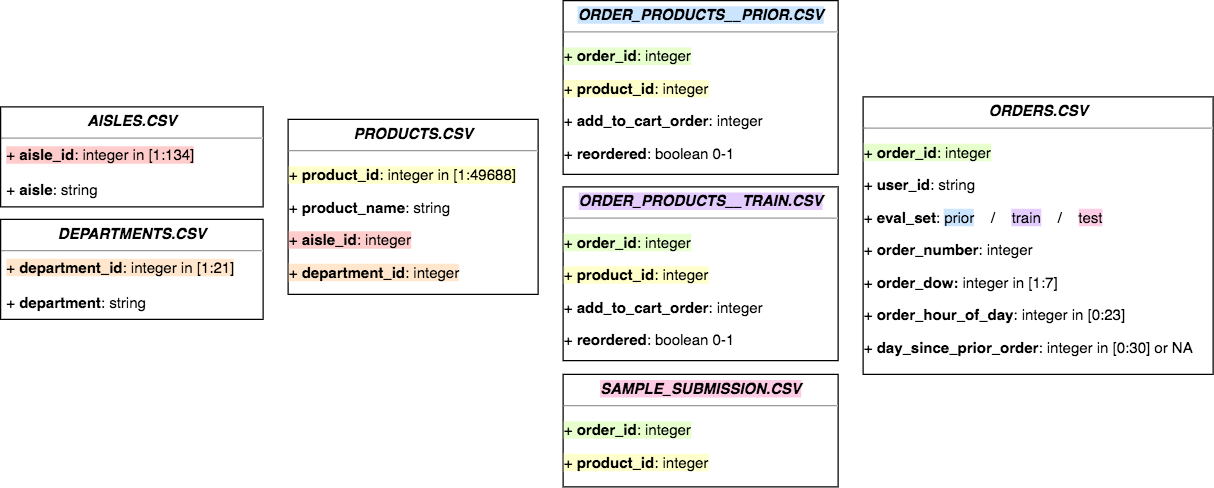 AISLES.CSV
+ aisle_id: integer in [1:134]
+ aisle: string
DEPARTMENTS.CSV
+ department_id: integer in [1:21]
+ department: string
PRODUCTS.CSV
+ product_id: integer in [1:49688]
+ product_name: string
+ aisle_id: integer
+ department_id: integer
ORDER_PRODUCTS__PRIOR.CSV
+ order_id: integer
+ product_id: integer
+ add_to_cart_order: integer
+ reordered: boolean 0-1
ORDER_PRODUCTS__TRAIN.CSV
+ order_id: integer
+ product_id: integer
+ add_to_cart_order: integer
+ reordered: boolean 0-1
SAMPLE_SUBMISSION.CSV
+ order_id: integer
+ product_id: integer
ORDERS.CSV
+ order_id: integer
+ user_id: string
+ eval_set: prior / train / test
+ order_number: integer
+ order_dow: integer in [1:7]
+ order_hour_of_day: integer in [0:23]
+ day_since_prior_order: integer in [0:30] or NA